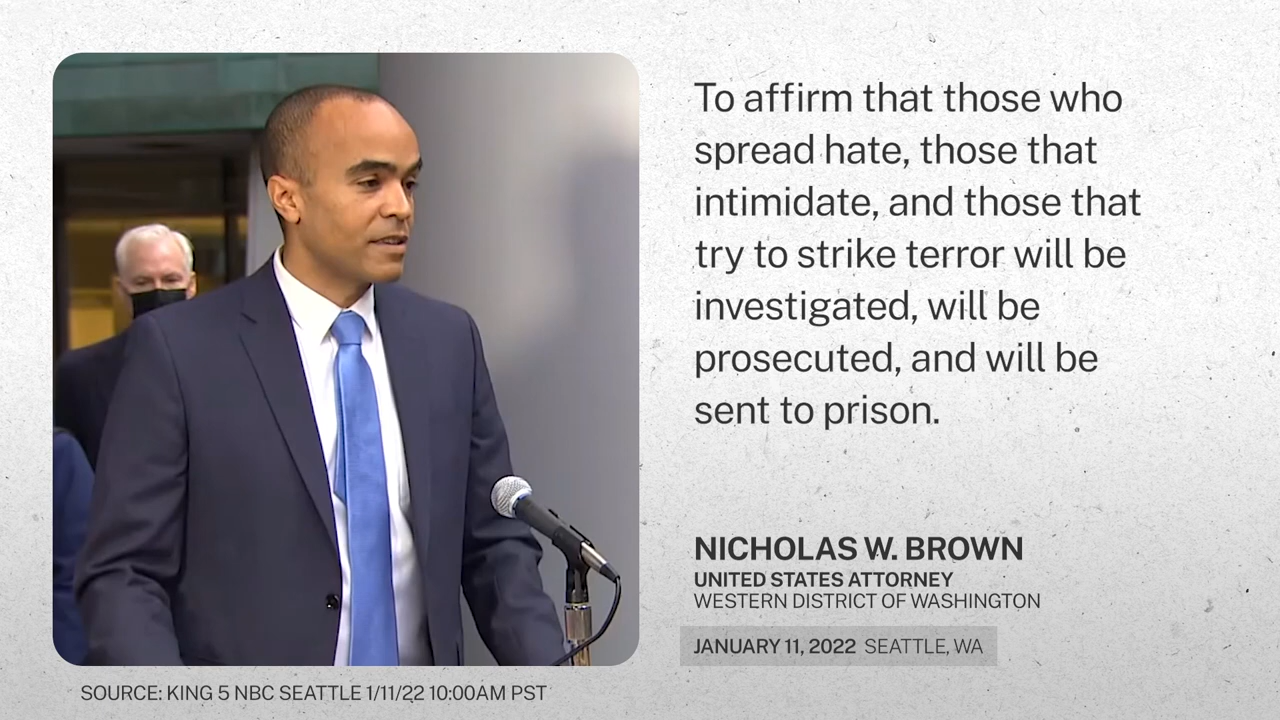 To affirm that those who
spread hate, those that
intimidate, and those that
try to strike terror will be
investigated, will be
prosecuted, and will be
sent to prison.
NICHOLAS W. BROWN
UNITED STATES ATTORNEY
WESTERN DISTRICT OF WASHINGTON
JANUARY 11, 2022 SEATTLE, WA
SOURCE: KING 5 NBC SEATTLE 1/11/22 10:00AM PST